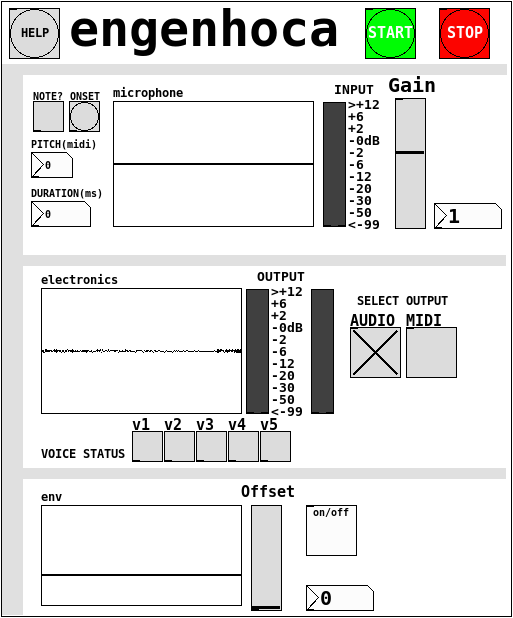 HELP engenhoca START STOP
NOTE? ONSET microphone INPUT Gain
PITCH(midi)
0
DURATION(ms)
0
>+12
+6
+2
-0dB
-2
-6
-12
-20
-30
-50
<-99
1
electronics OUTPUT
>+12
+6
+2
-0dB
-2
-6
-12
-20
-30
-50
<-99
SELECT OUTPUT
AUDIO MIDI
v1 v2 v3 v4 v5
VOICE STATUS
env Offset
on/off
0